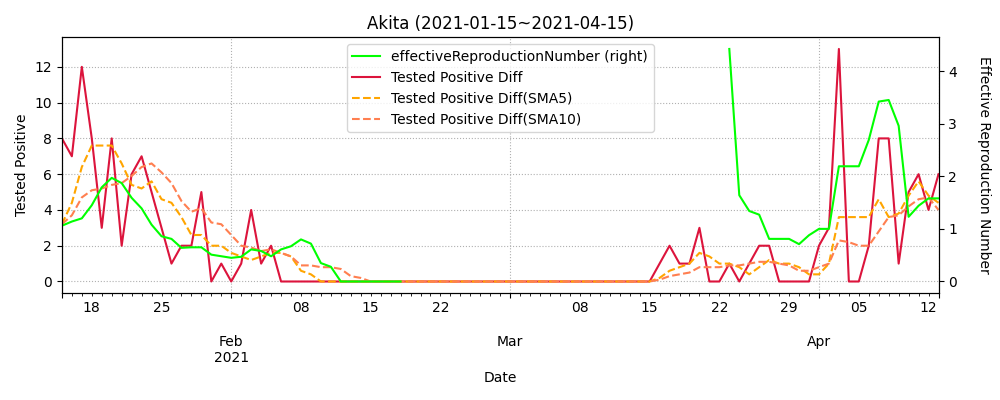 Akita (2021-01-15~2021-04-15)
effectiveReproductionNumber (right)
Tested Positive Diff
Tested Positive Diff(SMA5)
Tested Positive Diff(SMA10)
Tested Positive
12
10
8
6
4
2
0
Effective Reproduction Number
4
3
2
1
0
18 25 08 15 22 08 15 22 29 05 12
Feb Mar Apr
2021
Date